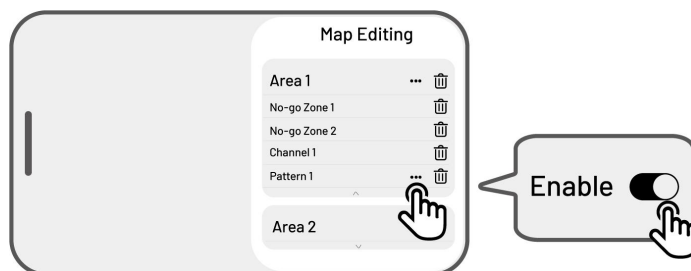 Map Editing
Area 1
No-go Zone 1
No-go Zone 2
Channel 1
Pattern 1
Area 2
Enable